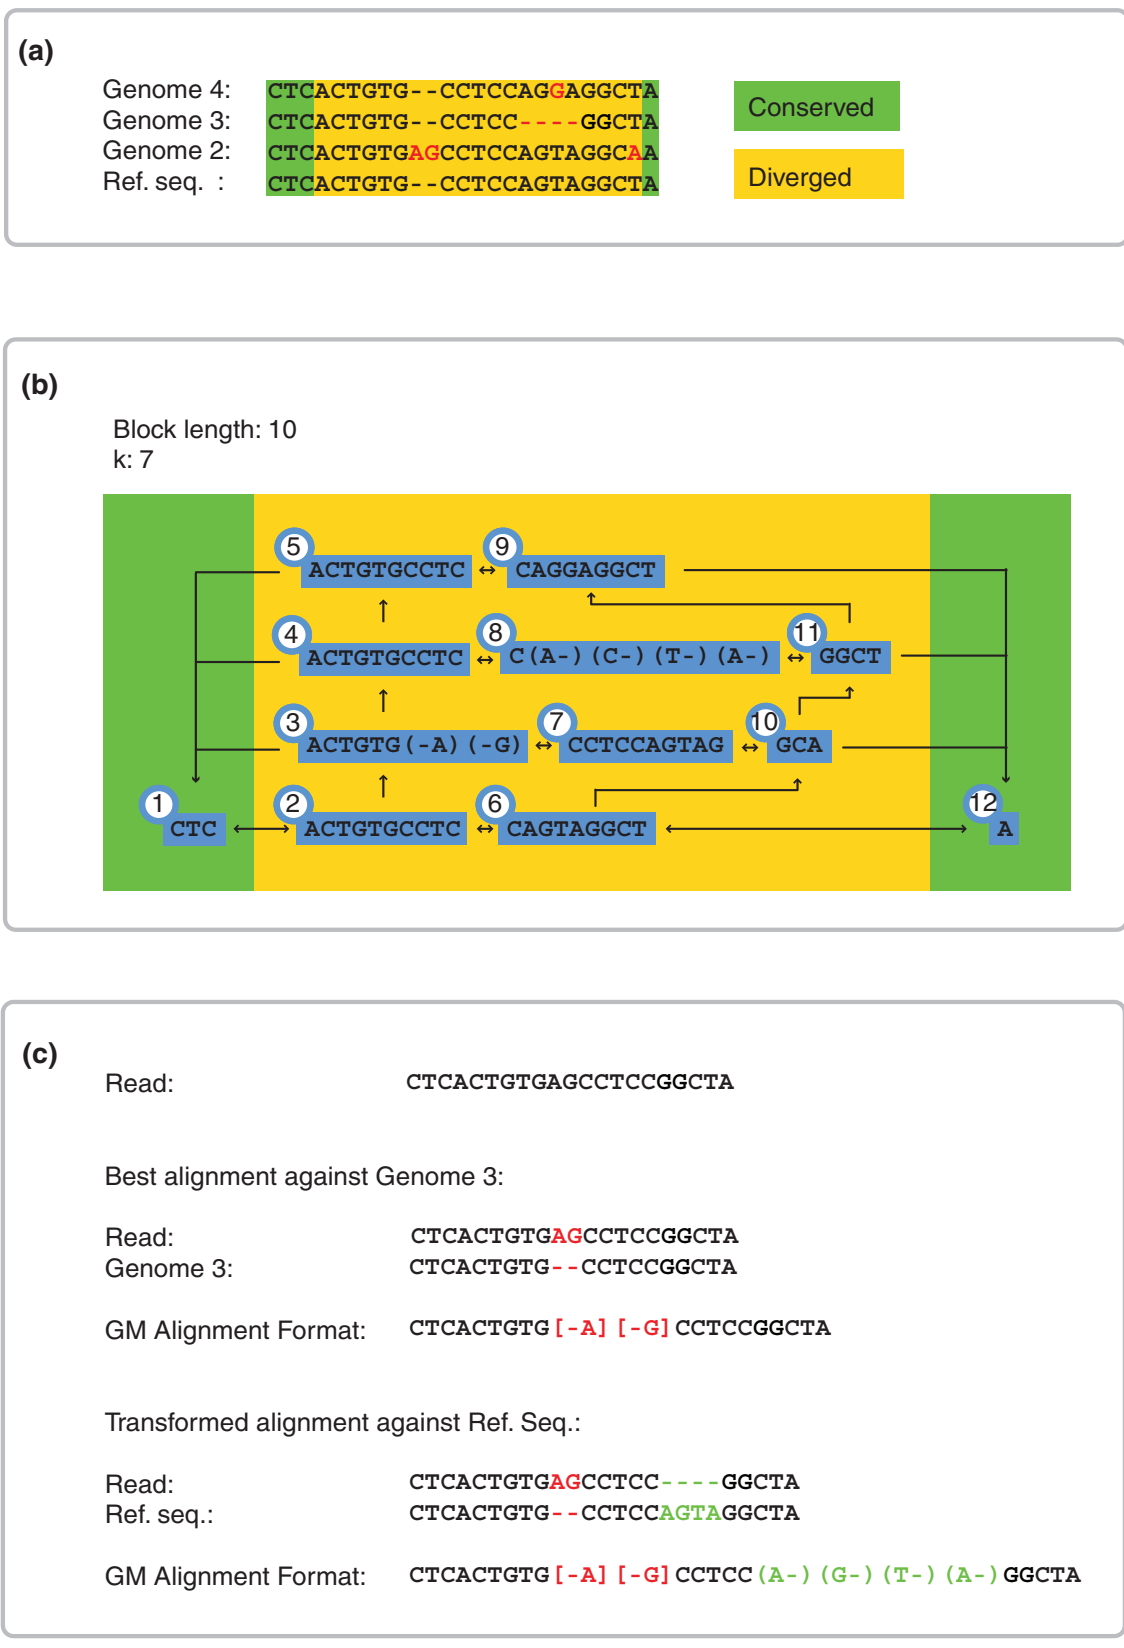 (a)
Genome 4: CTCACTGTG--CCTCCAGGAGGCTA
Genome 3: CTCACTGTG--CCTCC----GGCTA
Genome 2: CTCACTGTGAGCCTCCAGTAGGCAA
Ref. seq. : CTCACTGTG--CCTCCAGTAGGCTA
Conserved
Diverged
(b)
Block length: 10
k: 7
5 ACTGTGCCTC 9 CAGGAGGCT
4 ACTGTGCCTC 8 C(A-)(C-)(T-)(A-) 11 GGCT
3 ACTGTG(-A)(-G) 7 CCTCCAGTAG 10 GCA
1 CTC 2 ACTGTGCCTC 6 CAGTAGGCT 12 A
(c)
Read: CTCACTGTGAGCCTCCGGCTA
Best alignment against Genome 3:
Read: CTCACTGTGAGCCTCCGGCTA
Genome 3: CTCACTGTG--CCTCCGGCTA
GM Alignment Format: CTCACTGTG[-A][-G]CCTCCGGCTA
Transformed alignment against Ref. Seq.:
Read: CTCACTGTGAGCCTCC----GGCTA
Ref. seq.: CTCACTGTG--CCTCCAGTAGGCTA
GM Alignment Format: CTCACTGTG[-A][-G]CCTCC(A-)(G-)(T-)(A-)GGCTA